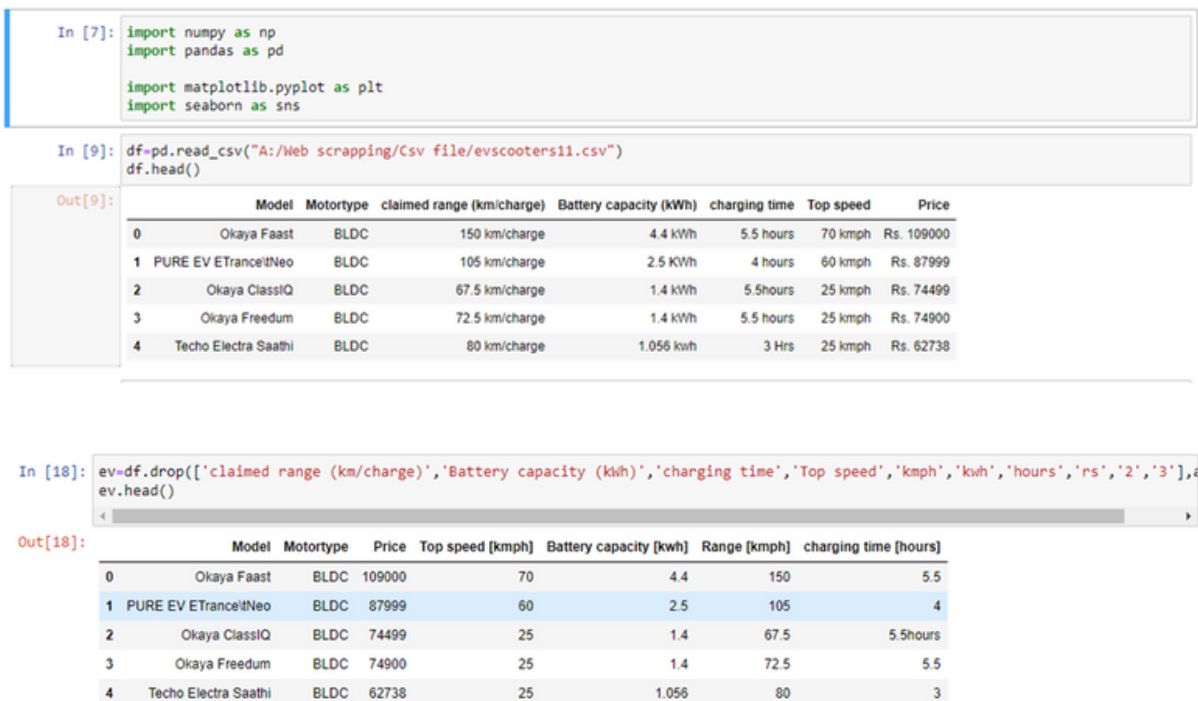 In [7]: import numpy as np
import pandas as pd
import matplotlib.pyplot as plt
import seaborn as sns
In [9]: df=pd.read_csv("A:/Web scrapping/Csv file/evscooters11.csv")
df.head()
Out[9]:
Model Motortype claimed range (km/charge) Battery capacity (kWh) charging time Top speed Price
0 Okaya Faast BLDC 150 km/charge 4.4 kWh 5.5 hours 70 kmph Rs. 109000
1 PURE EV ETrance\tNeo BLDC 105 km/charge 2.5 KWh 4 hours 60 kmph Rs. 87999
2 Okaya ClassIQ BLDC 67.5 km/charge 1.4 kWh 5.5hours 25 kmph Rs. 74499
3 Okaya Freedum BLDC 72.5 km/charge 1.4 kWh 5.5 hours 25 kmph Rs. 74900
4 Techo Electra Saathi BLDC 80 km/charge 1.056 kwh 3 Hrs 25 kmph Rs. 62738
In [18]: ev=df.drop(['claimed range (km/charge)','Battery capacity (kWh)','charging time','Top speed','kmph','kwh','hours','rs','2','3'],a
ev.head()
Out[18]:
Model Motortype Price Top speed [kmph] Battery capacity [kwh] Range [kmph] charging time [hours]
0 Okaya Faast BLDC 109000 70 4.4 150 5.5
1 PURE EV ETrance\tNeo BLDC 87999 60 2.5 105 4
2 Okaya ClassIQ BLDC 74499 25 1.4 67.5 5.5hours
3 Okaya Freedum BLDC 74900 25 1.4 72.5 5.5
4 Techo Electra Saathi BLDC 62738 25 1.056 80 3